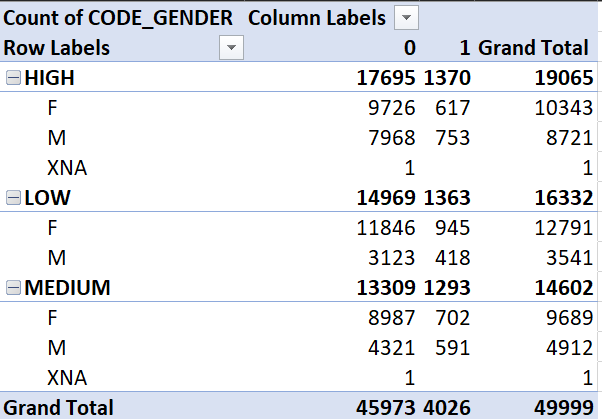 Count of CODE_GENDER Column Labels
Row Labels 0 1 Grand Total
HIGH 17695 1370 19065
F 9726 617 10343
M 7968 753 8721
XNA 1 1
LOW 14969 1363 16332
F 11846 945 12791
M 3123 418 3541
MEDIUM 13309 1293 14602
F 8987 702 9689
M 4321 591 4912
XNA 1 1
Grand Total 45973 4026 49999